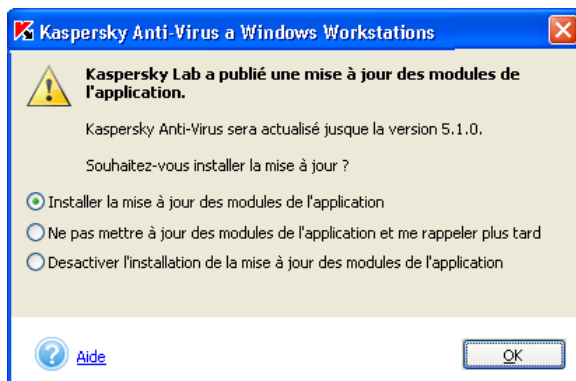 Kaspersky Anti-Virus a Windows Workstations
Kaspersky Lab a publié une mise à jour des modules de
l'application.
Kaspersky Anti-Virus sera actualisé jusque la version 5.1.0.
Souhaitez-vous installer la mise à jour ?
Installer la mise à jour des modules de l'application
Ne pas mettre à jour des modules de l'application et me rappeler plus tard
Desactiver l'installation de la mise à jour des modules de l'application
Aide
OK